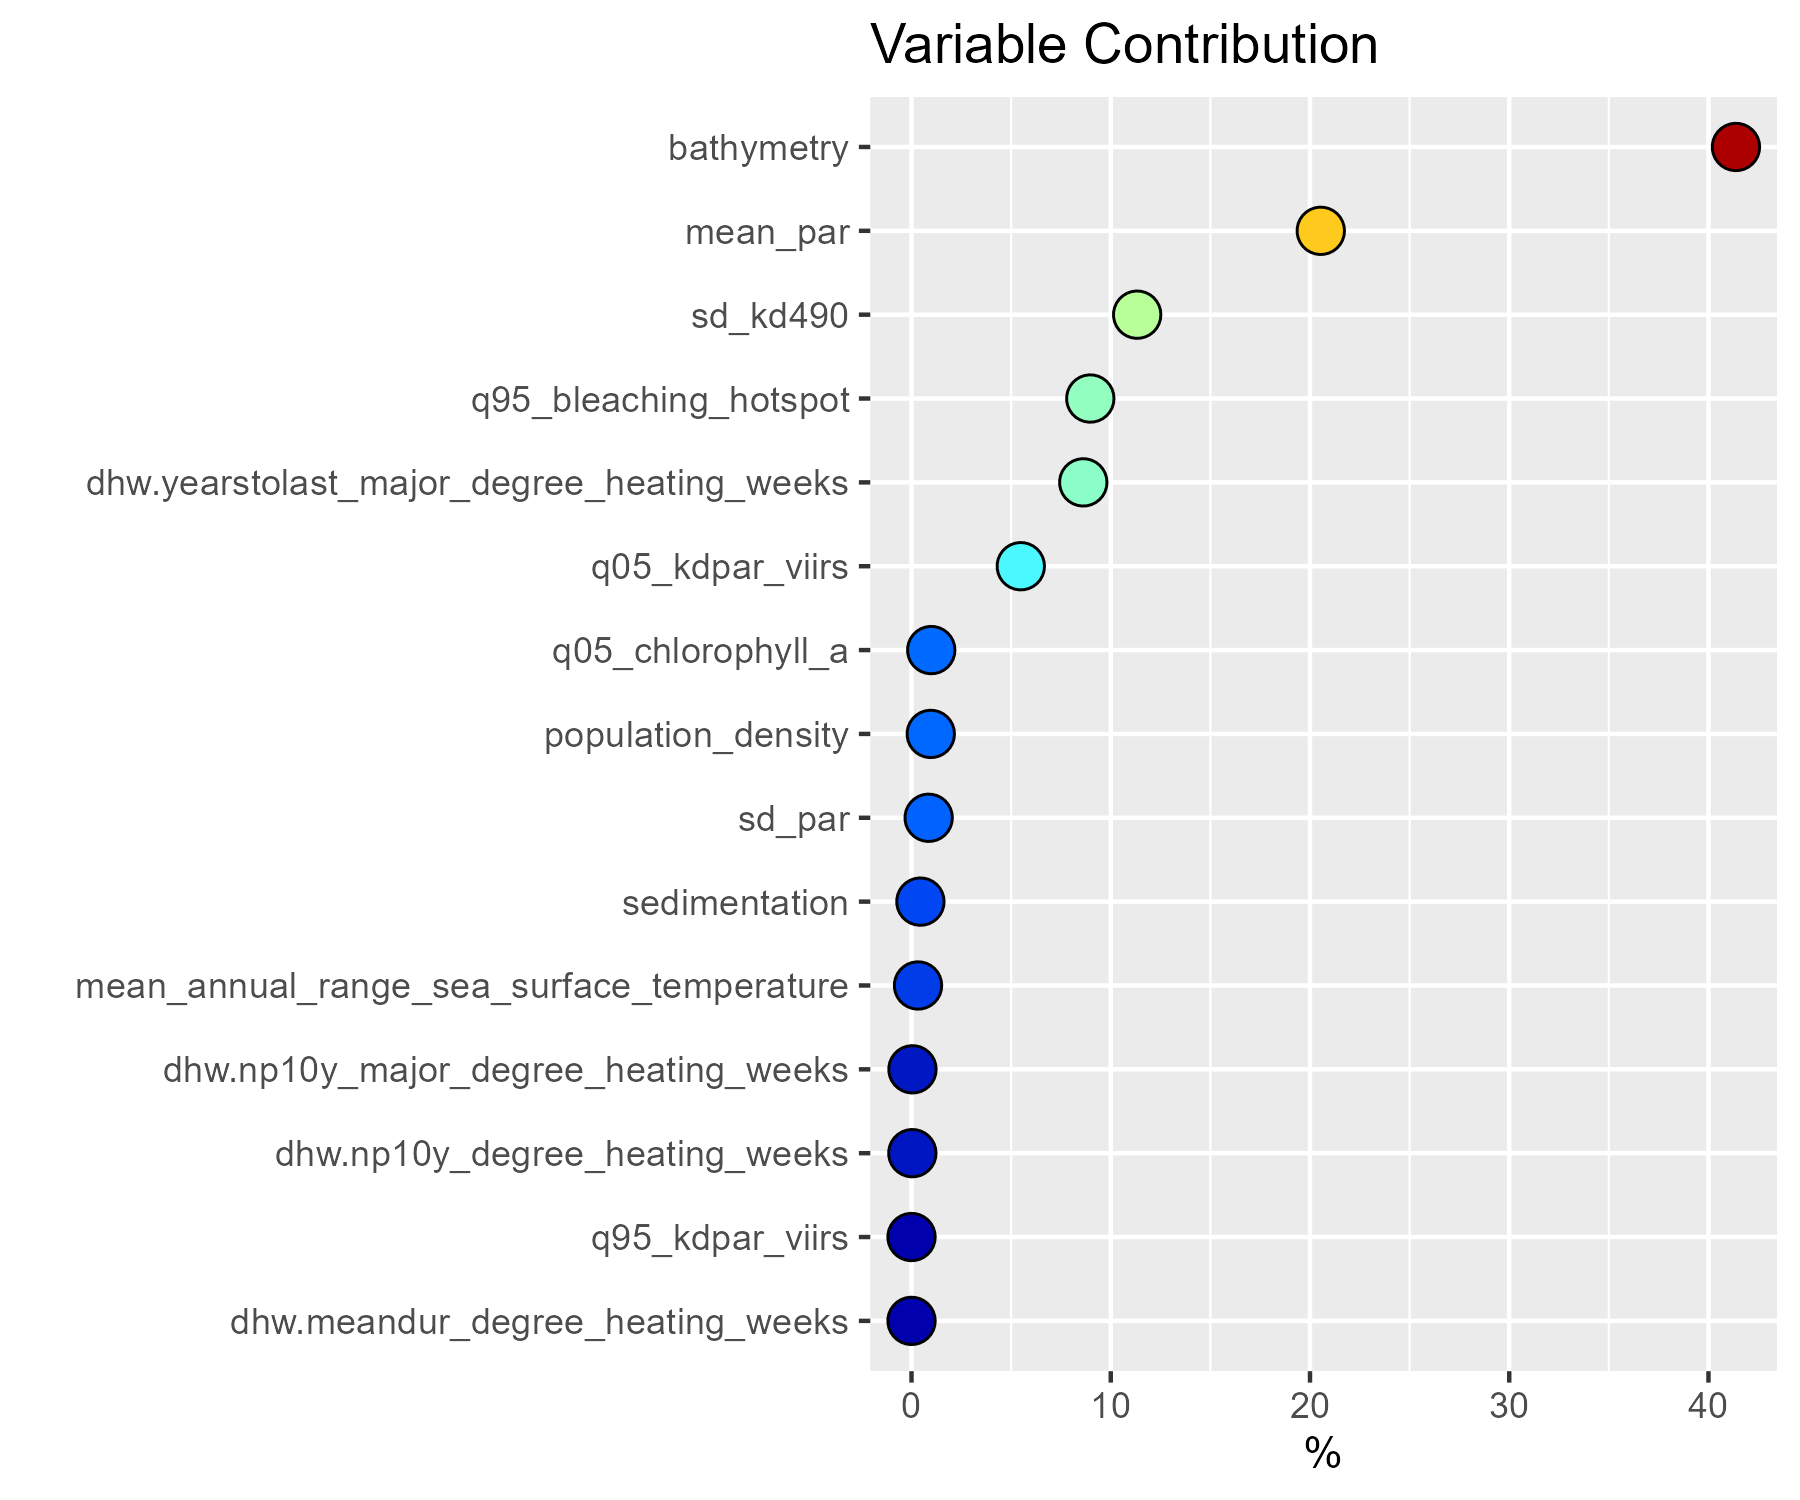 Variable Contribution
bathymetry
mean_par
sd_kd490
q95_bleaching_hotspot
dhw.yearstolast_major_degree_heating_weeks
q05_kdpar_viirs
q05_chlorophyll_a
population_density
sd_par
sedimentation
mean_annual_range_sea_surface_temperature
dhw.np10y_major_degree_heating_weeks
dhw.np10y_degree_heating_weeks
q95_kdpar_viirs
dhw.meandur_degree_heating_weeks
0 10 20 30 40
%